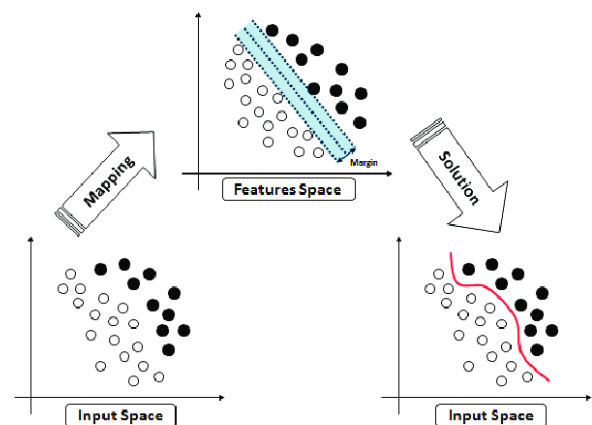 Margin
Features Space
Mapping
Solution
Input Space
Input Space